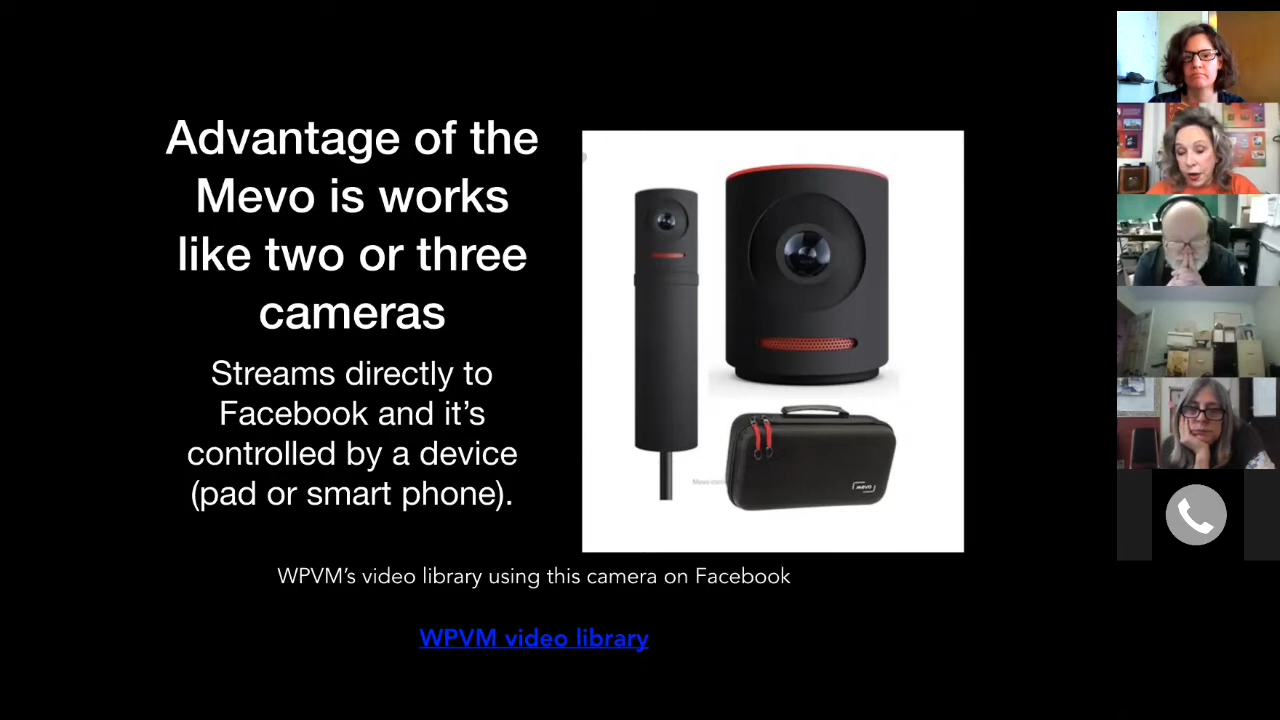 Advantage of the
Mevo is works
like two or three
cameras
Streams directly to
Facebook and it's
controlled by a device
(pad or smart phone).
mevo
WPVM's video library using this camera on Facebook
WPVM video library